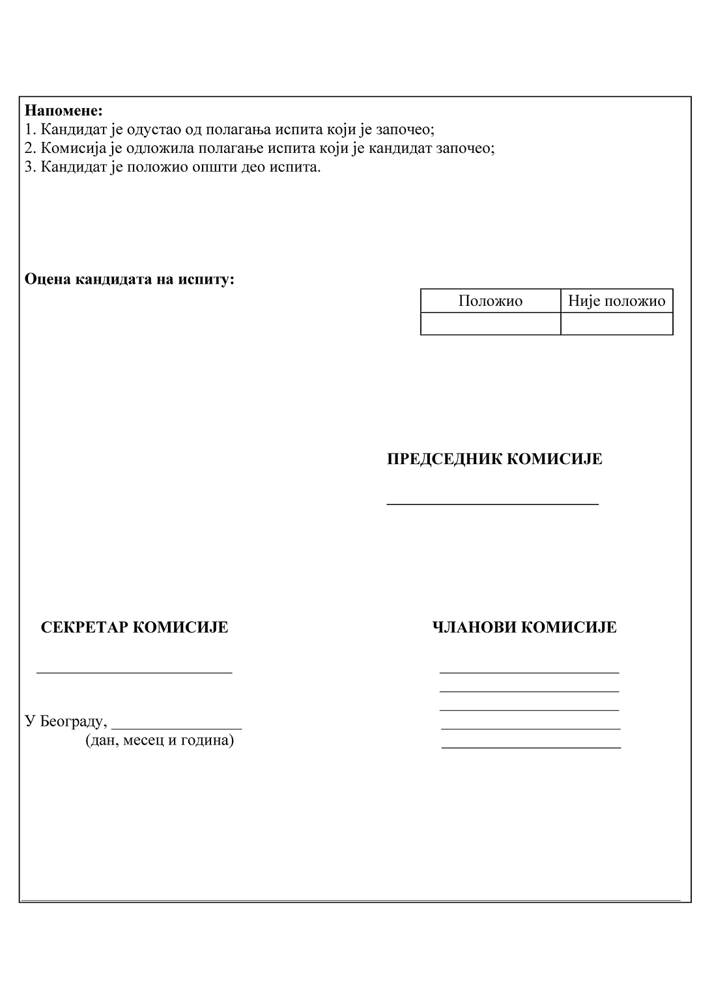 Напомене:
1. Кандидат је одустао од полагања испита који је започео;
2. Комисија је одложила полагање испита који је кандидат започео;
3. Кандидат је положио општи део испита.
Оцена кандидата на испиту:
Положио Није положио
ПРЕДСЕДНИК КОМИСИЈЕ
СЕКРЕТАР КОМИСИЈЕ ЧЛАНОВИ КОМИСИЈЕ
У Београду, ________________
(дан, месец и година)